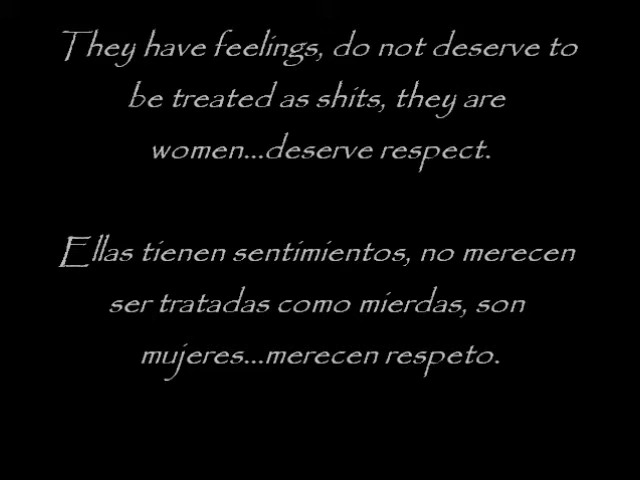 They have feelings, do not deserve to
be treated as shits, they are
women...deserve respect.
Ellas tienen sentimientos, no merecen
ser tratadas como mierdas, son
mujeres...merecen respeto.